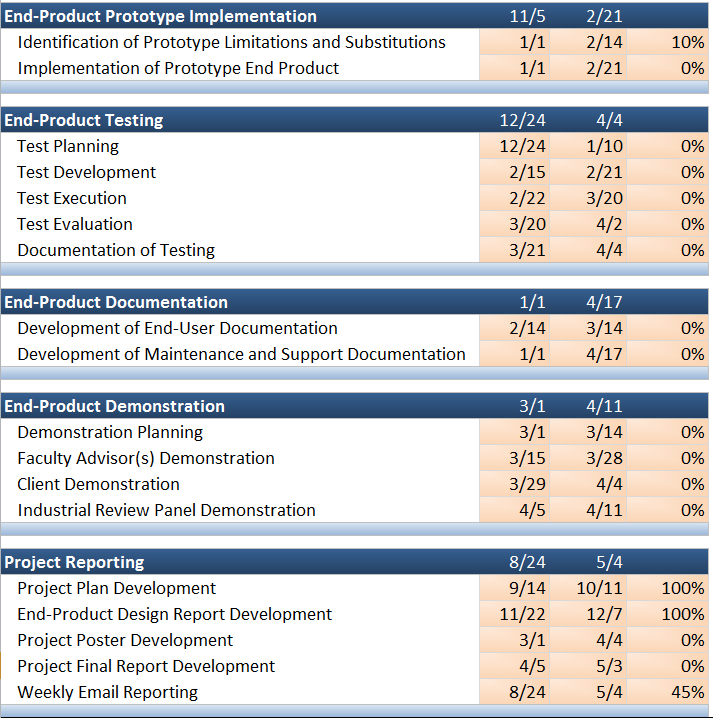 End-Product Prototype Implementation 11/5 2/21
Identification of Prototype Limitations and Substitutions 1/1 2/14 10%
Implementation of Prototype End Product 1/1 2/21 0%
End-Product Testing 12/24 4/4
Test Planning 12/24 1/10 0%
Test Development 2/15 2/21 0%
Test Execution 2/22 3/20 0%
Test Evaluation 3/20 4/2 0%
Documentation of Testing 3/21 4/4 0%
End-Product Documentation 1/1 4/17
Development of End-User Documentation 2/14 3/14 0%
Development of Maintenance and Support Documentation 1/1 4/17 0%
End-Product Demonstration 3/1 4/11
Demonstration Planning 3/1 3/14 0%
Faculty Advisor(s) Demonstration 3/15 3/28 0%
Client Demonstration 3/29 4/4 0%
Industrial Review Panel Demonstration 4/5 4/11 0%
Project Reporting 8/24 5/4
Project Plan Development 9/14 10/11 100%
End-Product Design Report Development 11/22 12/7 100%
Project Poster Development 3/1 4/4 0%
Project Final Report Development 4/5 5/3 0%
Weekly Email Reporting 8/24 5/4 45%